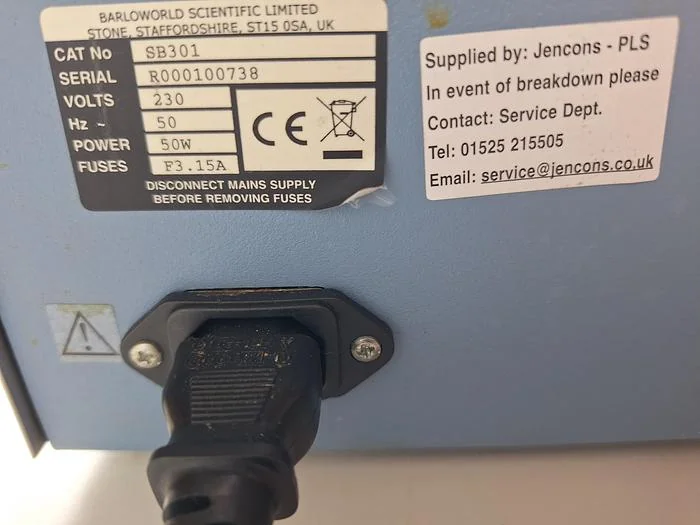 BARLOWORLD SCIENTIFIC LIMITED
STONE, STAFFORDSHIRE, ST15 0SA, UK
CAT No SB301
SERIAL R000100738
VOLTS 230
Hz ~ 50
POWER 50W
FUSES F3.15A
CE
DISCONNECT MAINS SUPPLY
BEFORE REMOVING FUSES
Supplied by: Jencons - PLS
In event of breakdown please
Contact: Service Dept.
Tel: 01525 215505
Email: service@jencons.co.uk